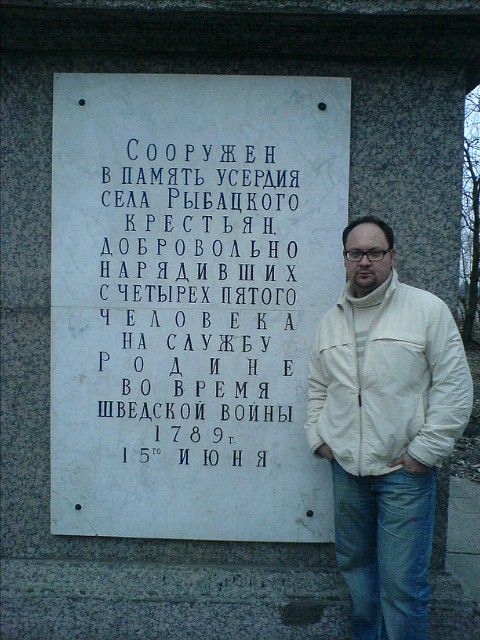 Сооружен
в память усердия
села Рыбацкого
крестьян,
добровольно
нарядивших
с четырех пятого
человека
на службу
Родине
во время
шведской войны
1789 г.
15го июня